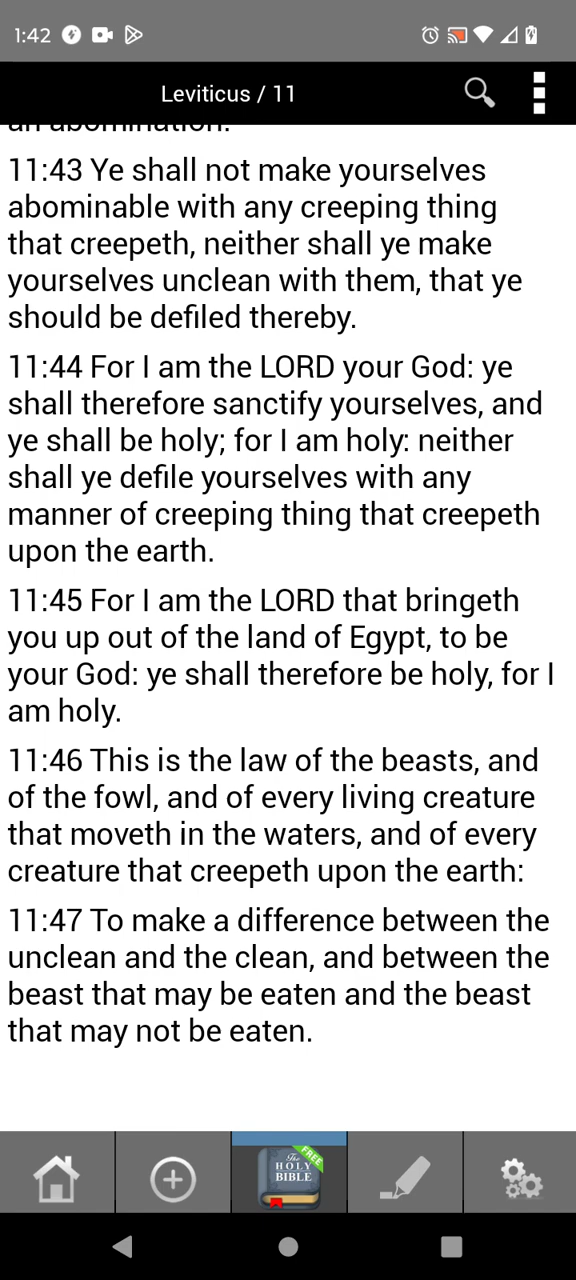 1:42
Leviticus / 11
an abomination.
11:43 Ye shall not make yourselves
abominable with any creeping thing
that creepeth, neither shall ye make
yourselves unclean with them, that ye
should be defiled thereby.
11:44 For I am the LORD your God: ye
shall therefore sanctify yourselves, and
ye shall be holy; for I am holy: neither
shall ye defile yourselves with any
manner of creeping thing that creepeth
upon the earth.
11:45 For I am the LORD that bringeth
you up out of the land of Egypt, to be
your God: ye shall therefore be holy, for I
am holy.
11:46 This is the law of the beasts, and
of the fowl, and of every living creature
that moveth in the waters, and of every
creature that creepeth upon the earth:
11:47 To make a difference between the
unclean and the clean, and between the
beast that may be eaten and the beast
that may not be eaten.
FREE
The
HOLY
BIBLE